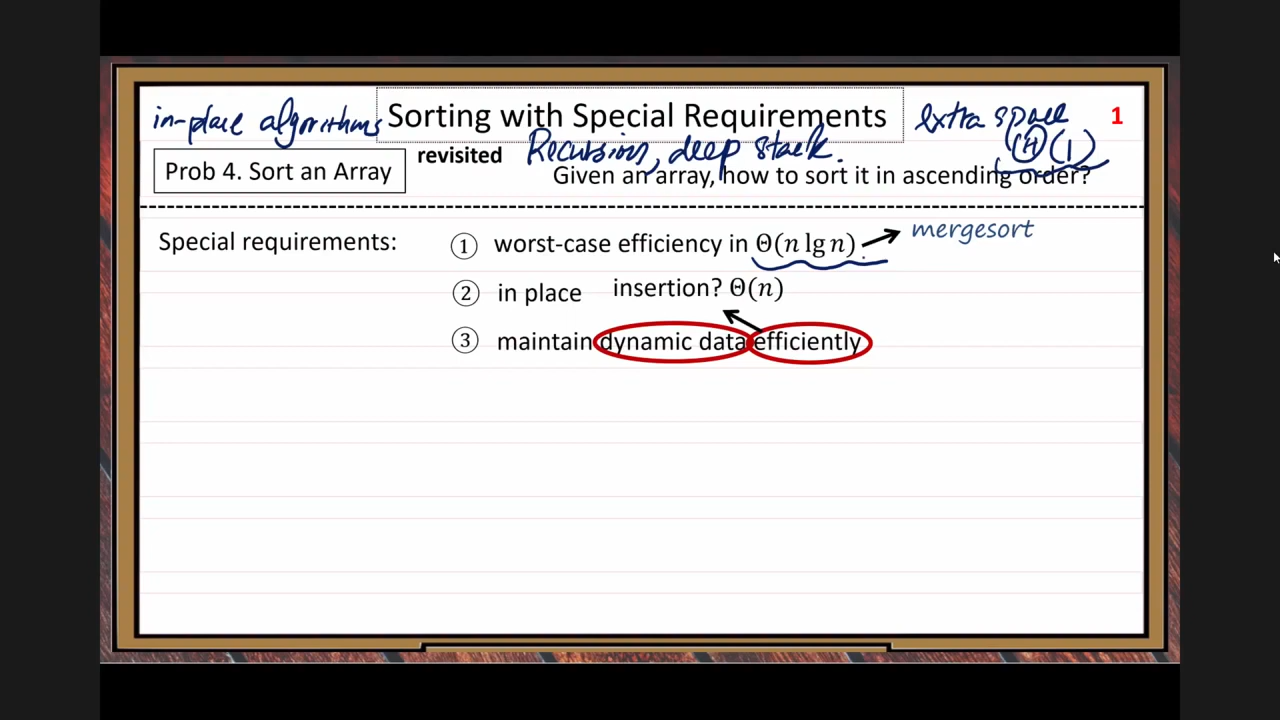 in-place algorithms Sorting with Special Requirements extra space 1
revisited Recursion, deep stack. Θ(1)
Prob 4. Sort an Array Given an array, how to sort it in ascending order?
Special requirements: ① worst-case efficiency in Θ(n lg n) mergesort
② in place insertion? Θ(n)
③ maintain dynamic data efficiently